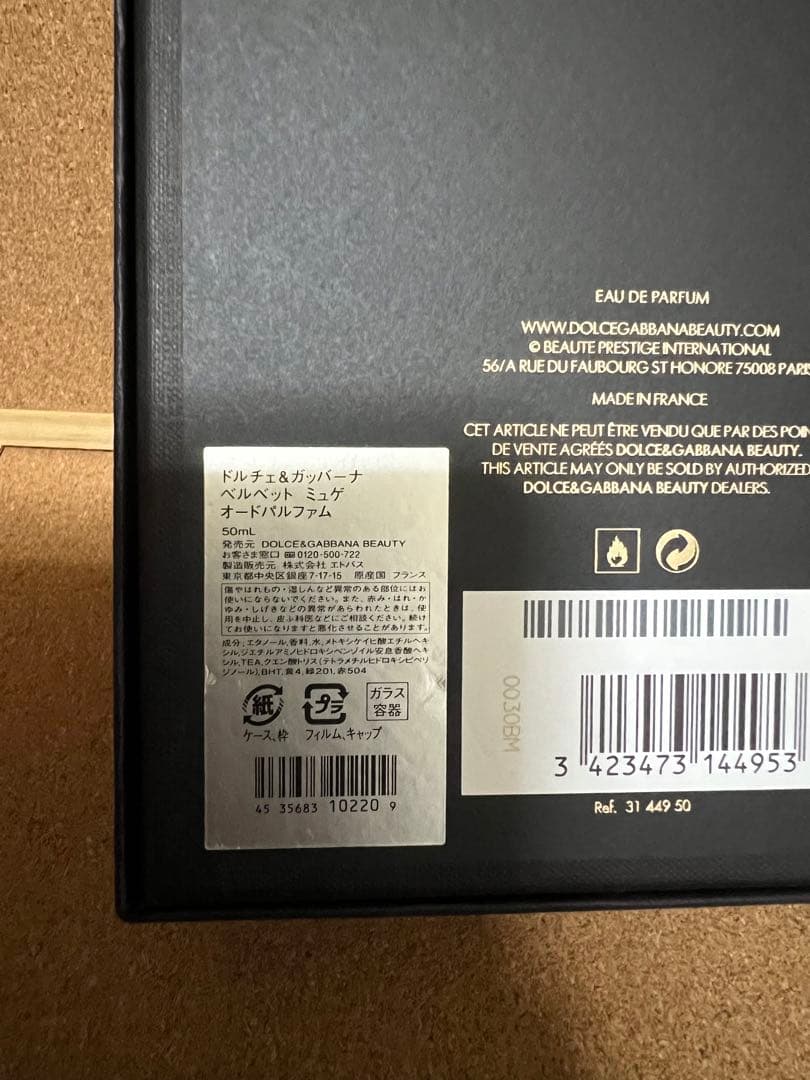 EAU DE PARFUM
WWW.DOLCEGABBANABEAUTY.COM
© BEAUTE PRESTIGE INTERNATIONAL
56/A RUE DU FAUBOURG ST HONORE 75008 PARIS
MADE IN FRANCE
CET ARTICLE NE PEUT ÊTRE VENDU QUE PAR DES
DE VENTE AGRÉÉS DOLCE&GABBANA BEAUTY.
THIS ARTICLE MAY ONLY BE SOLD BY AUTHORIZED
DOLCE&GABBANA BEAUTY DEALERS.
ドルチェ&ガッバーナ
ベルベット ミュゲ
オードパルファム
50mL
発売元 DOLCE&GABBANA BEAUTY
お客さま窓口 0120-500-722
製造販売元 株式会社 エトバス
東京都中央区銀座7-17-15 原産国 フランス
傷やはれもの・湿しんなど異常のある部位にはお
使いにならないでください。また、赤み・はれ・か
ゆみ・しげきなどの異常があらわれたときは、使
用を中止し、皮ふ科医などにご相談ください。続け
てお使いになりますと悪化させることがあります。
成分:エタノール,香料,水,メトキシケイヒ酸エチルヘキ
シル,ジエチルアミノヒドロキシベンゾイル安息香酸ヘキ
シル,TEA,クエン酸トリス(テトラメチルヒドロキシピペリ
ジノール),BHT,黄4,緑201,赤504
紙
プラ
ガラス
容器
ケース、枠 フィルム、キャップ
45 35683 10220 9
0030BM
3 423473 144953
Ref. 31 449 50